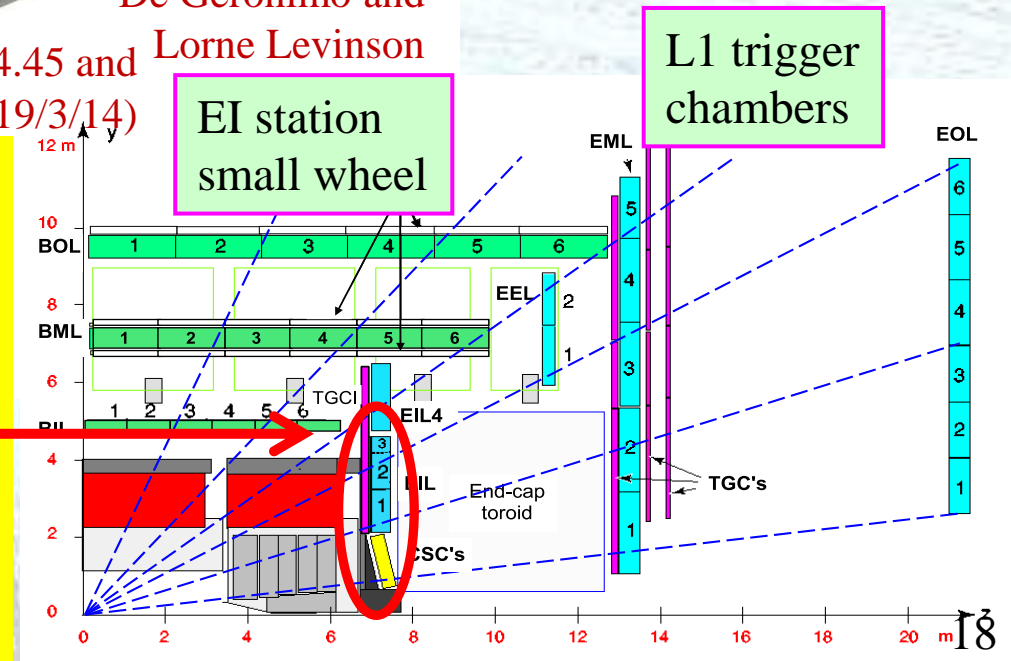 De Geronimo and
4.45 and Lorne Levinson
19/3/14)
EI station
small wheel
L1 trigger
chambers
y
12 m
EML
EOL
5
6
10
BOL 1 2 3 4 5 6
5
4
EEL 2
8
4
BML 1 2 3 4 5 6
1
3
3
6
TGCI
1 2 3 4 5 6
EIL4
2
4
3
2
2
TGC's
End-cap
toroid
1
1
2
CSC's
1
0
0 2 4 6 8 10 12 14 16 18 20 m
18